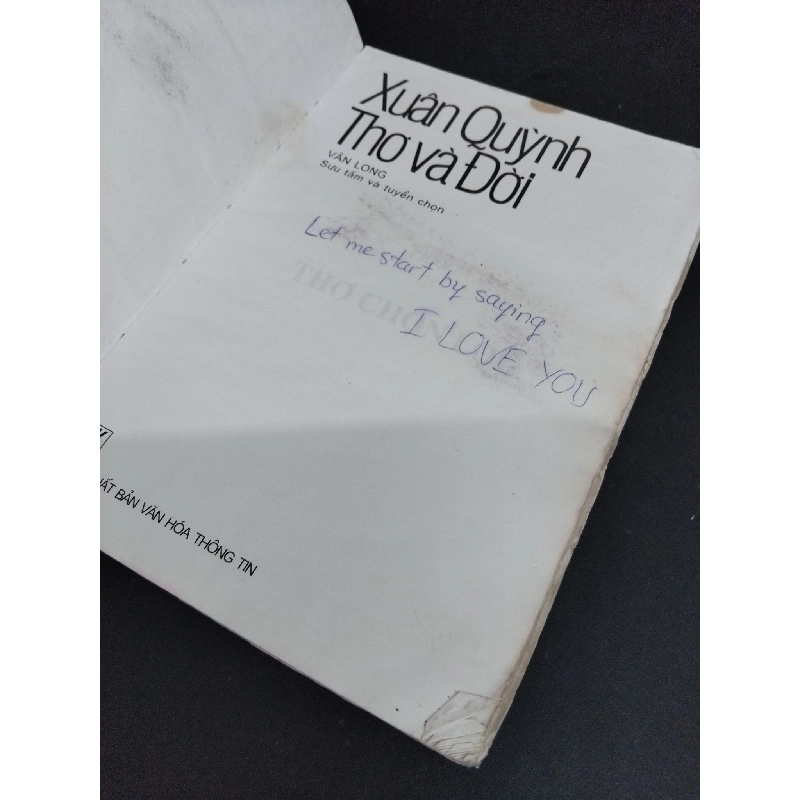 Xuân Quỳnh
Thơ và Đời
VÂN LONG
Sưu tầm và tuyển chọn
Let me start by saying
I LOVE YOU
THƠ CHỌN
ẤT BẢN VĂN HÓA THÔNG TIN